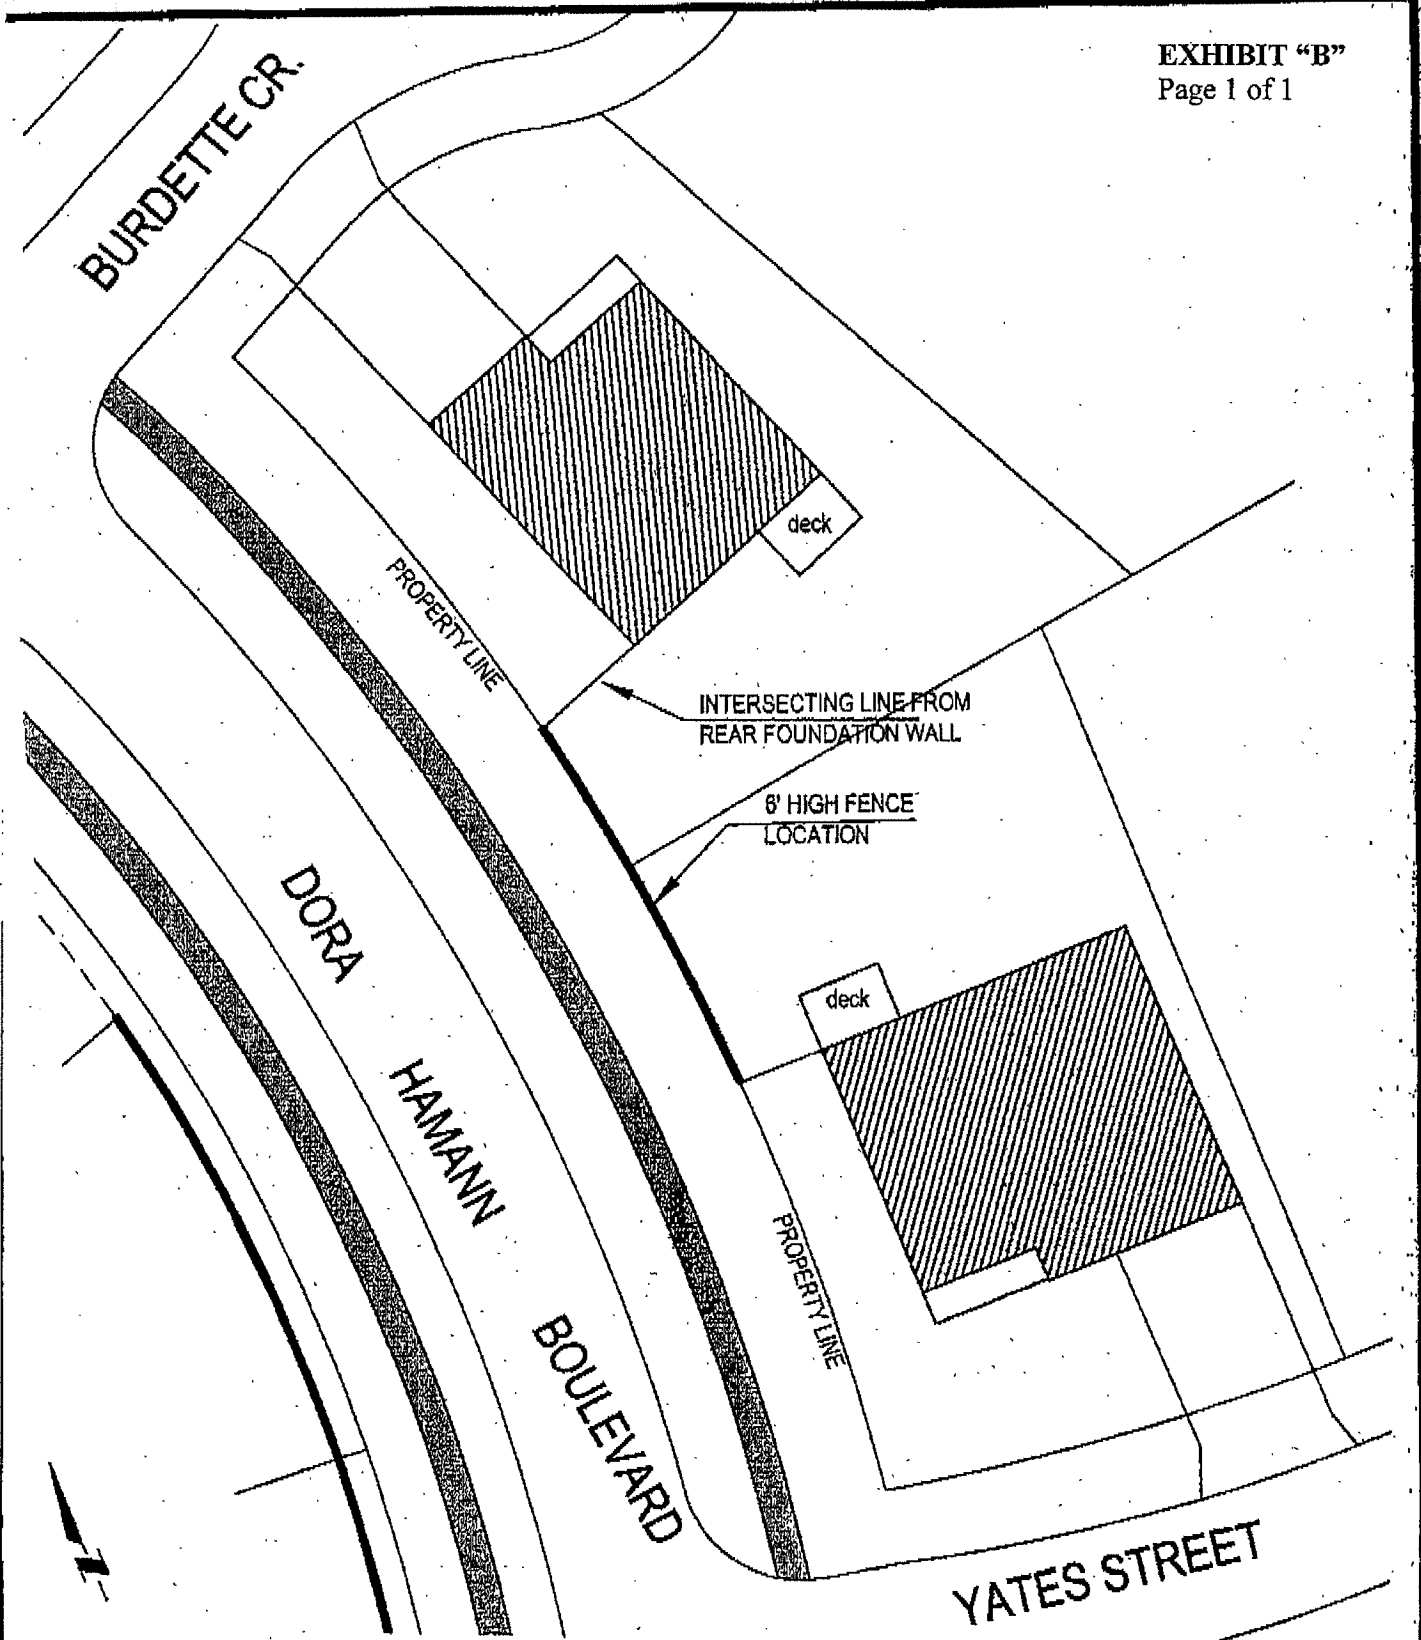 EXHIBIT “B”
Page 1 of 1
BURDETTE CR.
deck
PROPERTY LINE
INTERSECTING LINE FROM
REAR FOUNDATION WALL
6' HIGH FENCE
LOCATION
DORA
HAMANN
BOULEVARD
deck
PROPERTY LINE
YATES STREET
N